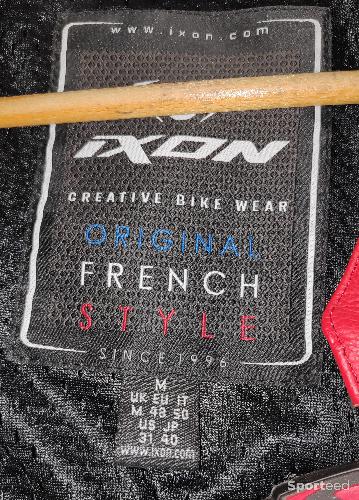 www.ixon.com
iXON
CREATIVE BIKE WEAR
ORIGINAL
FRENCH
STYLE
SINCE 1996
M
UK EU IT
M 48 50
US JP
31 40
www.ixon.com
Sporteed